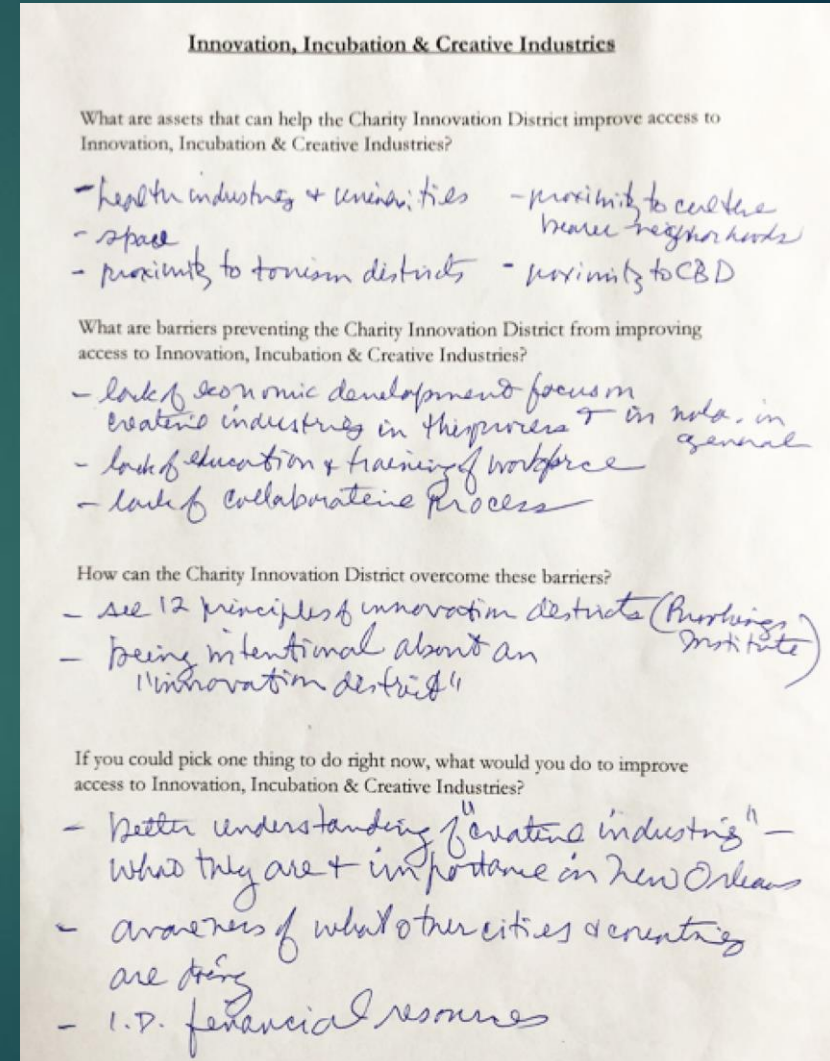 Innovation, Incubation & Creative Industries
What are assets that can help the Charity Innovation District improve access to
Innovation, Incubation & Creative Industries?
- health industries + universities
- space
- proximity to tourism districts
- proximity to culture
bearer neighborhoods
- proximity to CBD
What are barriers preventing the Charity Innovation District from improving
access to Innovation, Incubation & Creative Industries?
- lack of economic development focus on
creative industries in the process + in nola. in
general
- lack of education + training of workforce
- lack of collaborative process
How can the Charity Innovation District overcome these barriers?
- see 12 principles of innovation districts (Brookings
Institute)
- being intentional about an
"innovation district"
If you could pick one thing to do right now, what would you do to improve
access to Innovation, Incubation & Creative Industries?
- better understanding of "creative industries" -
what they are + importance in New Orleans
- awareness of what other cities & countries
are doing
- I.D. financial resources